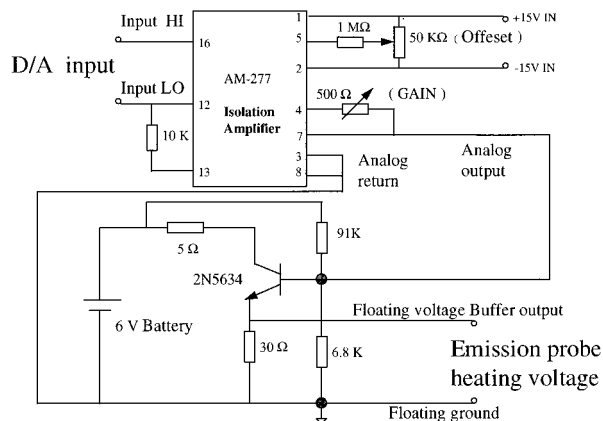 Input HI
1
+15V IN
5
1 MΩ
50 KΩ ( Offeset )
16
D/A input
AM-277
2
-15V IN
Input LO
500 Ω
( GAIN )
12
Isolation
Amplifier
4
10 K
7
Analog
output
3
Analog
return
13
8
5 Ω
91K
2N5634
Floating voltage Buffer output
6 V Battery
30 Ω
6.8 K
Emission probe
heating voltage
Floating ground